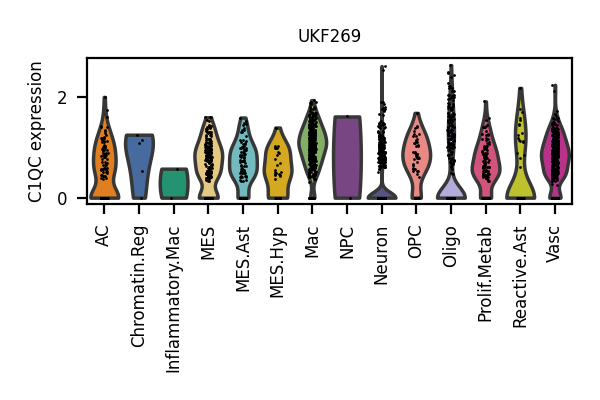 UKF269
C1QC expression
2
0
AC
Chromatin.Reg
Inflammatory.Mac
MES
MES.Ast
MES.Hyp
Mac
NPC
Neuron
OPC
Oligo
Prolif.Metab
Reactive.Ast
Vasc